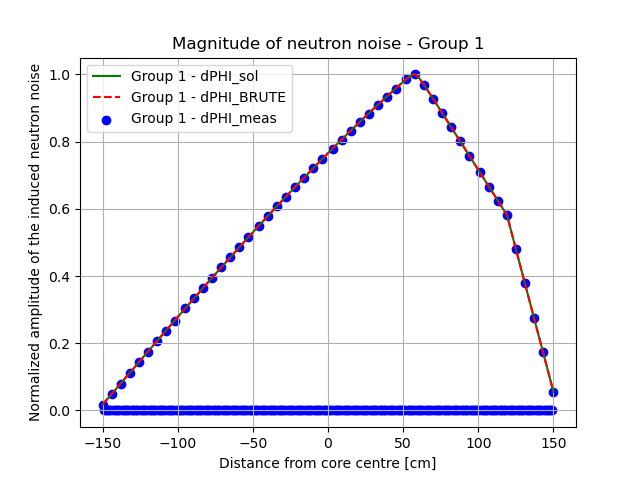 Magnitude of neutron noise - Group 1
Normalized amplitude of the induced neutron noise
1.0
0.8
0.6
0.4
0.2
0.0
Group 1 - dPHI_sol
Group 1 - dPHI_BRUTE
Group 1 - dPHI_meas
−150
−100
−50
0
50
100
150
Distance from core centre [cm]